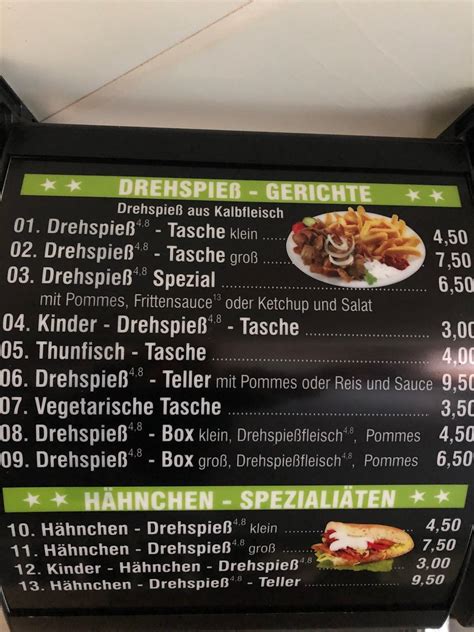 DREHSPIEß - GERICHTE
Drehspieß aus Kalbfleisch
01. Drehspieß4,8 - Tasche klein 4,50
02. Drehspieß4,8 - Tasche groß 7,50
03. Drehspieß4,8 Spezial 6,50
mit Pommes, Frittensauce13 oder Ketchup und Salat
04. Kinder - Drehspieß4,8 - Tasche 3,00
05. Thunfisch - Tasche 4,00
06. Drehspieß4,8 - Teller mit Pommes oder Reis und Sauce 9,50
07. Vegetarische Tasche 3,50
08. Drehspieß4,8 - Box klein, Drehspießfleisch4,8, Pommes 4,50
09. Drehspieß4,8 - Box groß, Drehspießfleisch4,8, Pommes 6,50
HÄHNCHEN - SPEZIALIÄTEN
10. Hähnchen - Drehspieß4,8 klein 4,50
11. Hähnchen - Drehspieß4,8 groß 7,50
12. Kinder - Hähnchen - Drehspieß4,8 3,00
13. Hähnchen - Drehspieß4,8 - Teller 9,50